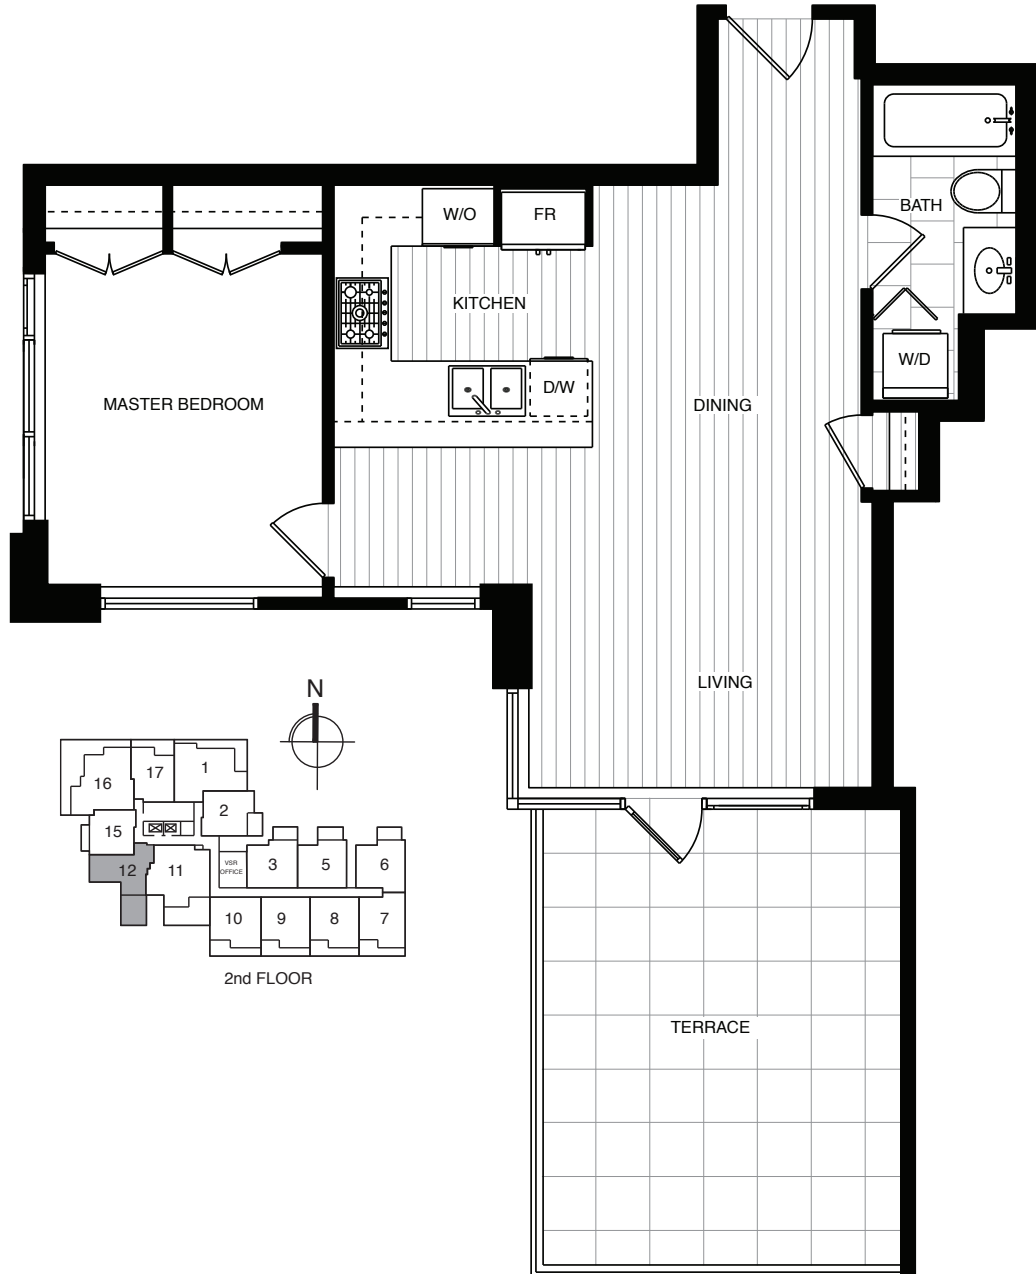 BATH
W/O
FR
KITCHEN
W/D
D/W
MASTER BEDROOM
DINING
LIVING
N
16
17
1
2
15
12
11
VSR
OFFICE
3
5
6
10
9
8
7
2nd FLOOR
TERRACE